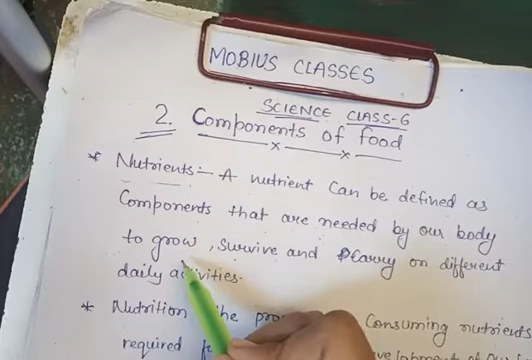 MOBIUS CLASSES
SCIENCE CLASS-6
2. Components of food
* Nutrients:- A nutrient can be defined as
Components that are needed by our body
to grow, survive and carry on different
daily activities.
* Nutrition the Consuming nutrients
required